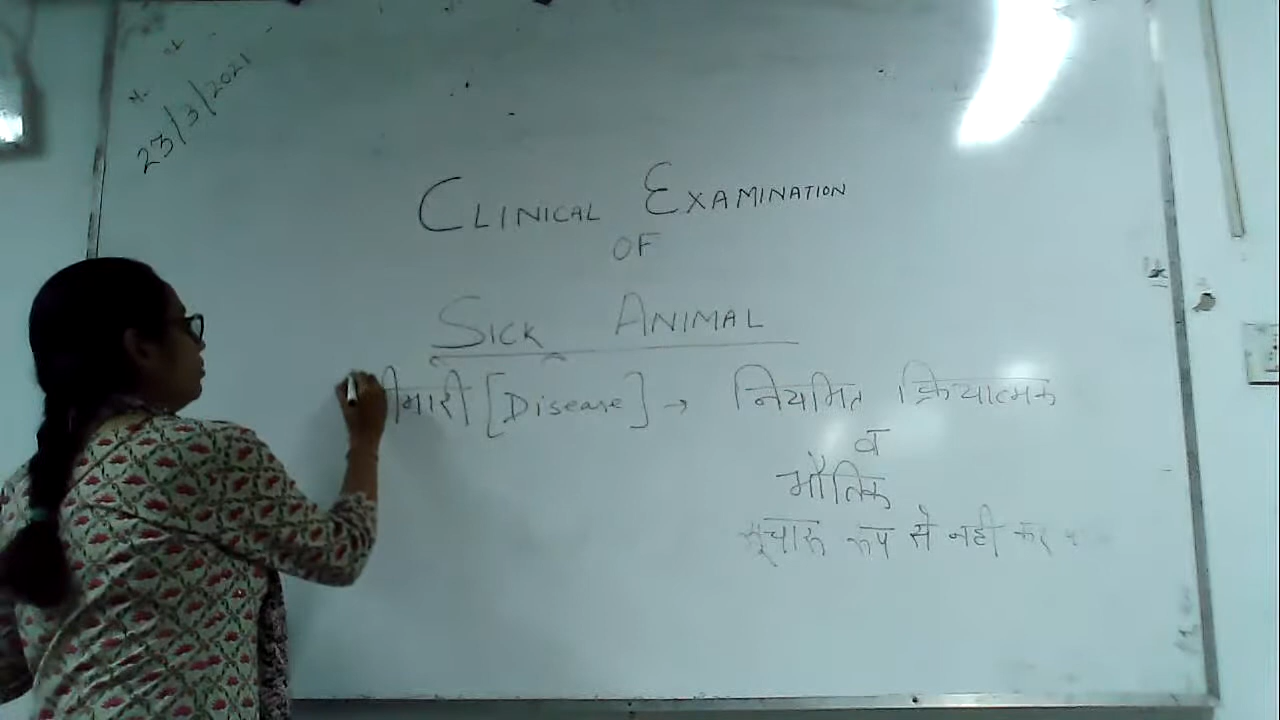 23/3/2021
CLINICAL EXAMINATION
OF
SICK ANIMAL
बीमारी [Disease] → नियमित क्रियात्मक
व
भौतिक
सूचारू रूप से नही कर